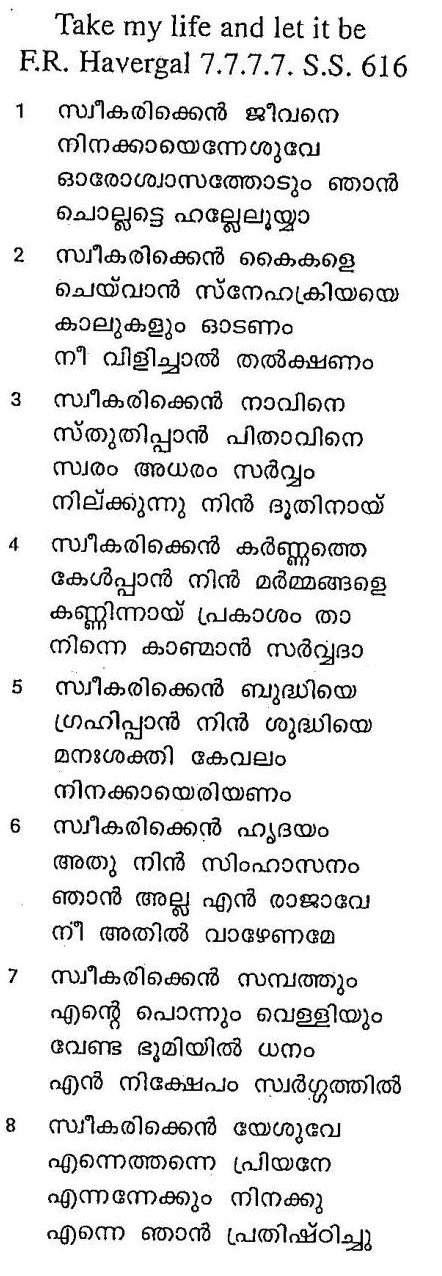 Take my life and let it be
F.R. Havergal 7.7.7.7. S.S. 616
1 സ്വീകരിക്കെൻ ജീവനെ
നിനക്കായെന്നേശുവേ
ഓരോശ്വാസത്തോടും ഞാൻ
ചൊല്ലട്ടെ ഹല്ലേലൂയ്യാ
2 സ്വീകരിക്കെൻ കൈകളെ
ചെയ്‌വാൻ സ്നേഹക്രിയയെ
കാലുകളും ഓടണം
നീ വിളിച്ചാൽ തൽക്ഷണം
3 സ്വീകരിക്കെൻ നാവിനെ
സ്തുതിപ്പാൻ പിതാവിനെ
സ്വരം അധരം സർവ്വം
നില്ക്കുന്നു നിൻ ദൂതിനായ്
4 സ്വീകരിക്കെൻ കർണ്ണത്തെ
കേൾപ്പാൻ നിൻ മർമ്മങ്ങളെ
കണ്ണിന്നായ് പ്രകാശം താ
നിന്നെ കാണ്മാൻ സർവ്വദാ
5 സ്വീകരിക്കെൻ ബുദ്ധിയെ
ഗ്രഹിപ്പാൻ നിൻ ശുദ്ധിയെ
മനഃശക്തി കേവലം
നിനക്കായെരിയണം
6 സ്വീകരിക്കെൻ ഹൃദയം
അതു നിൻ സിംഹാസനം
ഞാൻ അല്ല എൻ രാജാവേ
നീ അതിൽ വാഴേണമേ
7 സ്വീകരിക്കെൻ സമ്പത്തും
എന്റെ പൊന്നും വെള്ളിയും
വേണ്ട ഭൂമിയിൽ ധനം
എൻ നിക്ഷേപം സ്വർഗ്ഗത്തിൽ
8 സ്വീകരിക്കെൻ യേശുവേ
എന്നെത്തന്നെ പ്രിയനേ
എന്നന്നേക്കും നിനക്കു
എന്നെ ഞാൻ പ്രതിഷ്ഠിച്ചു